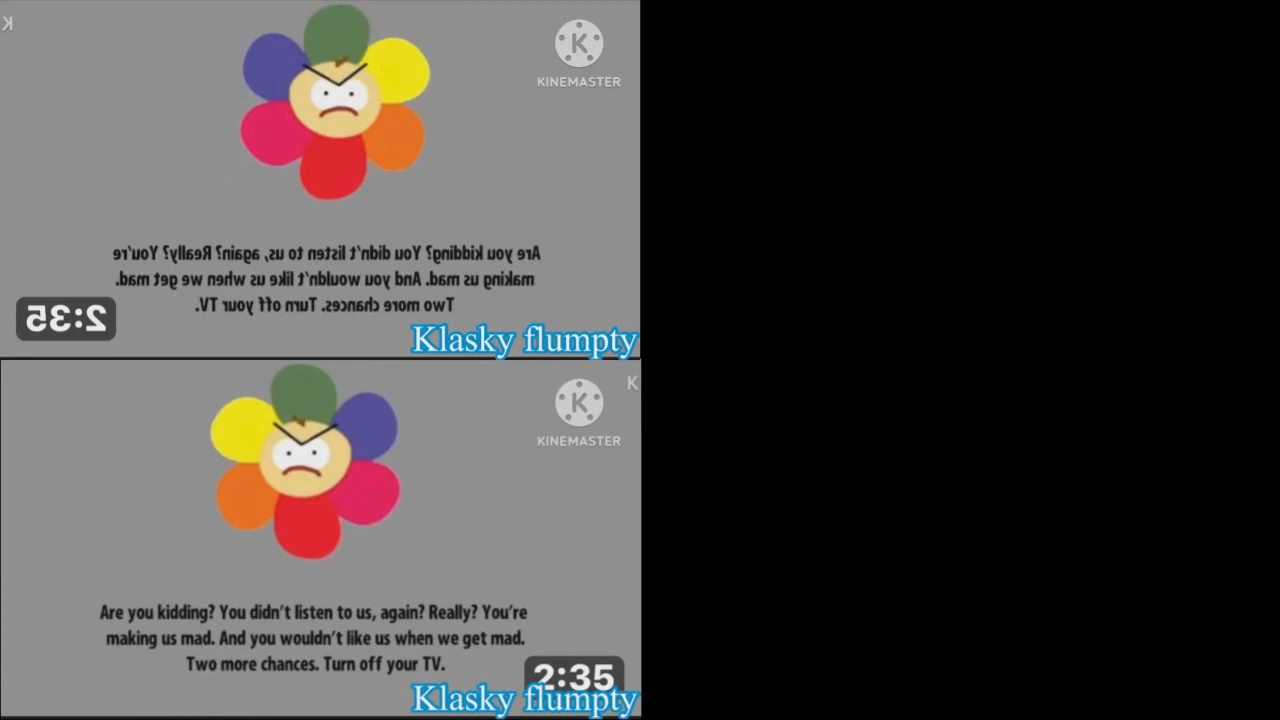 K
KINEMASTER
Are you kidding? You didn't listen to us, again? Really? You're
making us mad. And you wouldn't like us when we get mad.
Two more chances. Turn off your TV.
2:35
Klasky flumpty
K
KINEMASTER
Are you kidding? You didn't listen to us, again? Really? You're
making us mad. And you wouldn't like us when we get mad.
Two more chances. Turn off your TV.
2:35
Klasky flumpty